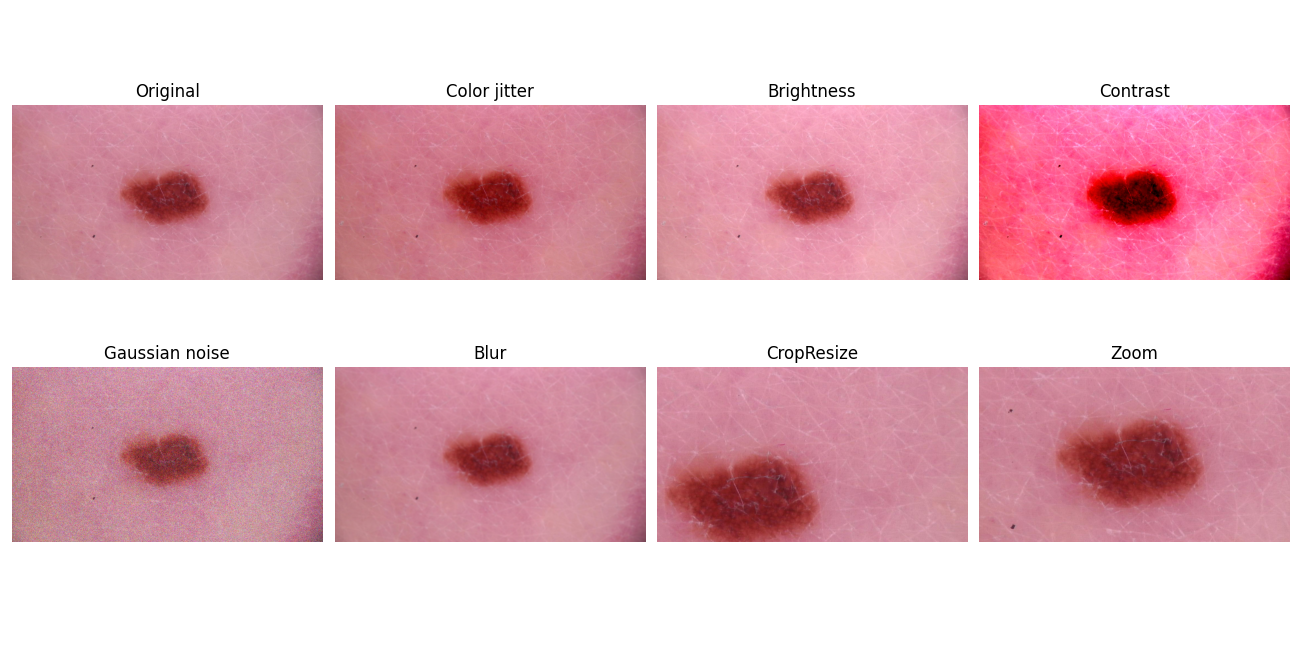 Original
Color jitter
Brightness
Contrast
Gaussian noise
Blur
CropResize
Zoom